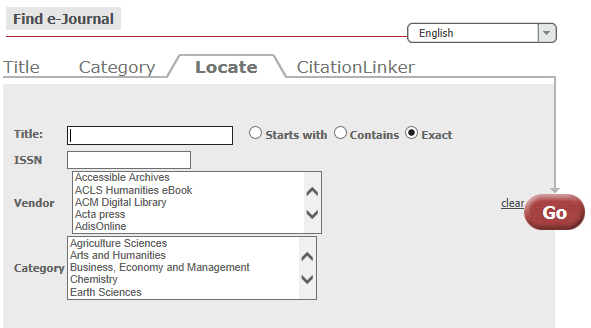 Find e-Journal
English
Title Category Locate CitationLinker
Title: Starts with Contains Exact
ISSN
Vendor
Accessible Archives
ACLS Humanities eBook
ACM Digital Library
Acta press
AdisOnline
clear Go
Category
Agriculture Sciences
Arts and Humanities
Business, Economy and Management
Chemistry
Earth Sciences